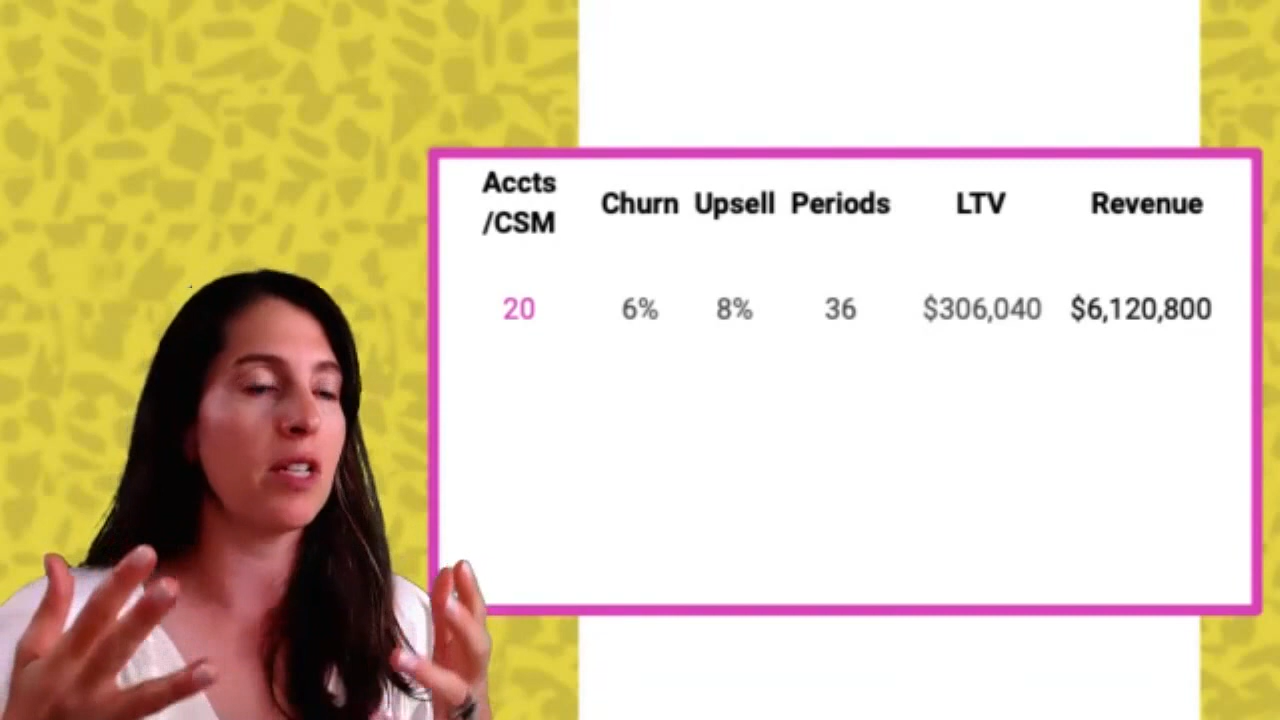 Accts
/CSM
Churn Upsell Periods LTV Revenue
20 6% 8% 36 $306,040 $6,120,800